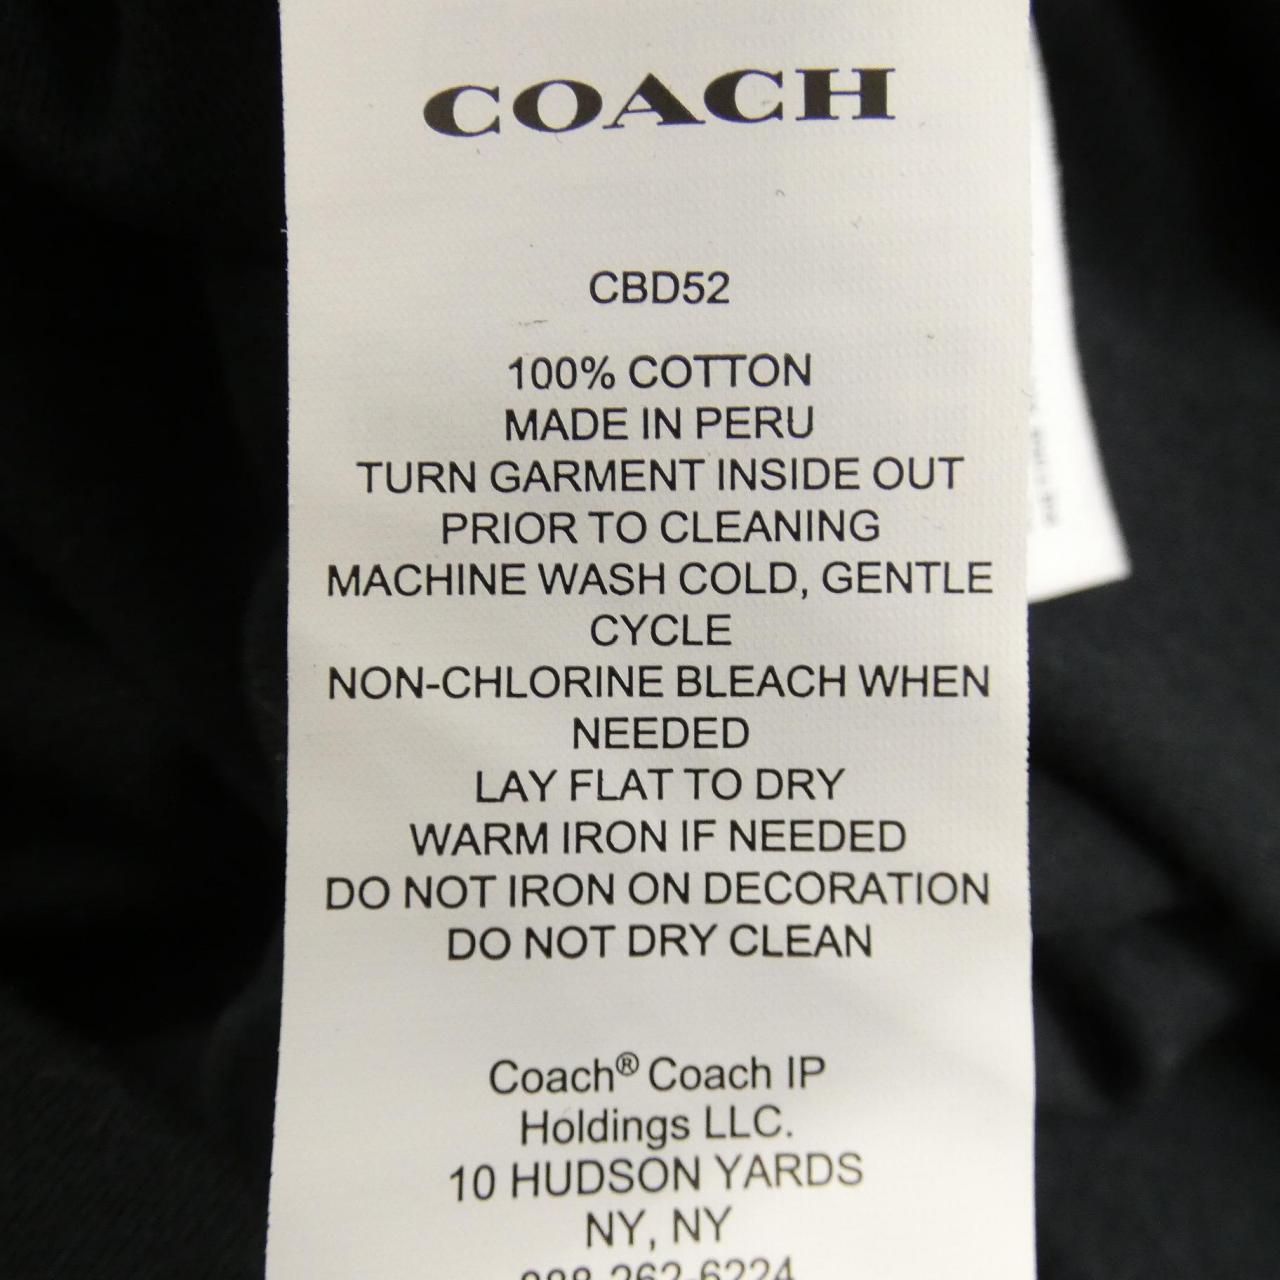 COACH
CBD52
100% COTTON
MADE IN PERU
TURN GARMENT INSIDE OUT
PRIOR TO CLEANING
MACHINE WASH COLD, GENTLE
CYCLE
NON-CHLORINE BLEACH WHEN
NEEDED
LAY FLAT TO DRY
WARM IRON IF NEEDED
DO NOT IRON ON DECORATION
DO NOT DRY CLEAN
Coach® Coach IP
Holdings LLC.
10 HUDSON YARDS
NY, NY
262-6224